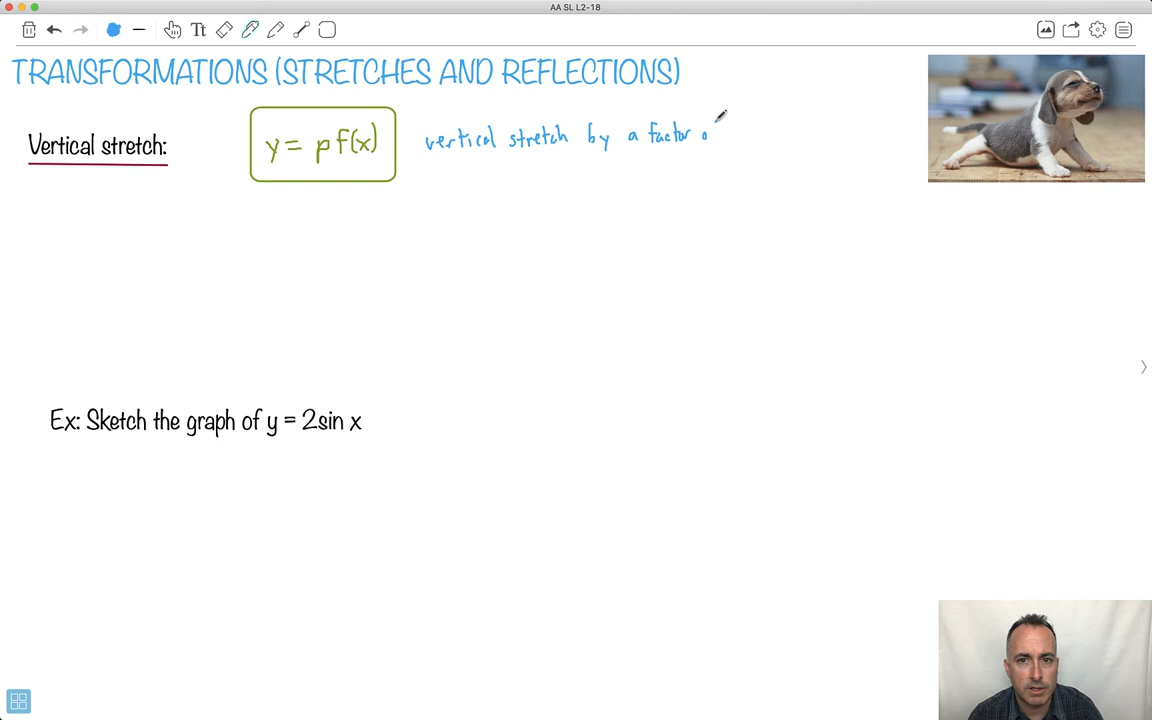 AA SL L2-18
Tt
TRANSFORMATIONS (STRETCHES AND REFLECTIONS)
Vertical stretch:
y = p f(x)
vertical stretch by a factor o
Ex: Sketch the graph of y = 2sin x